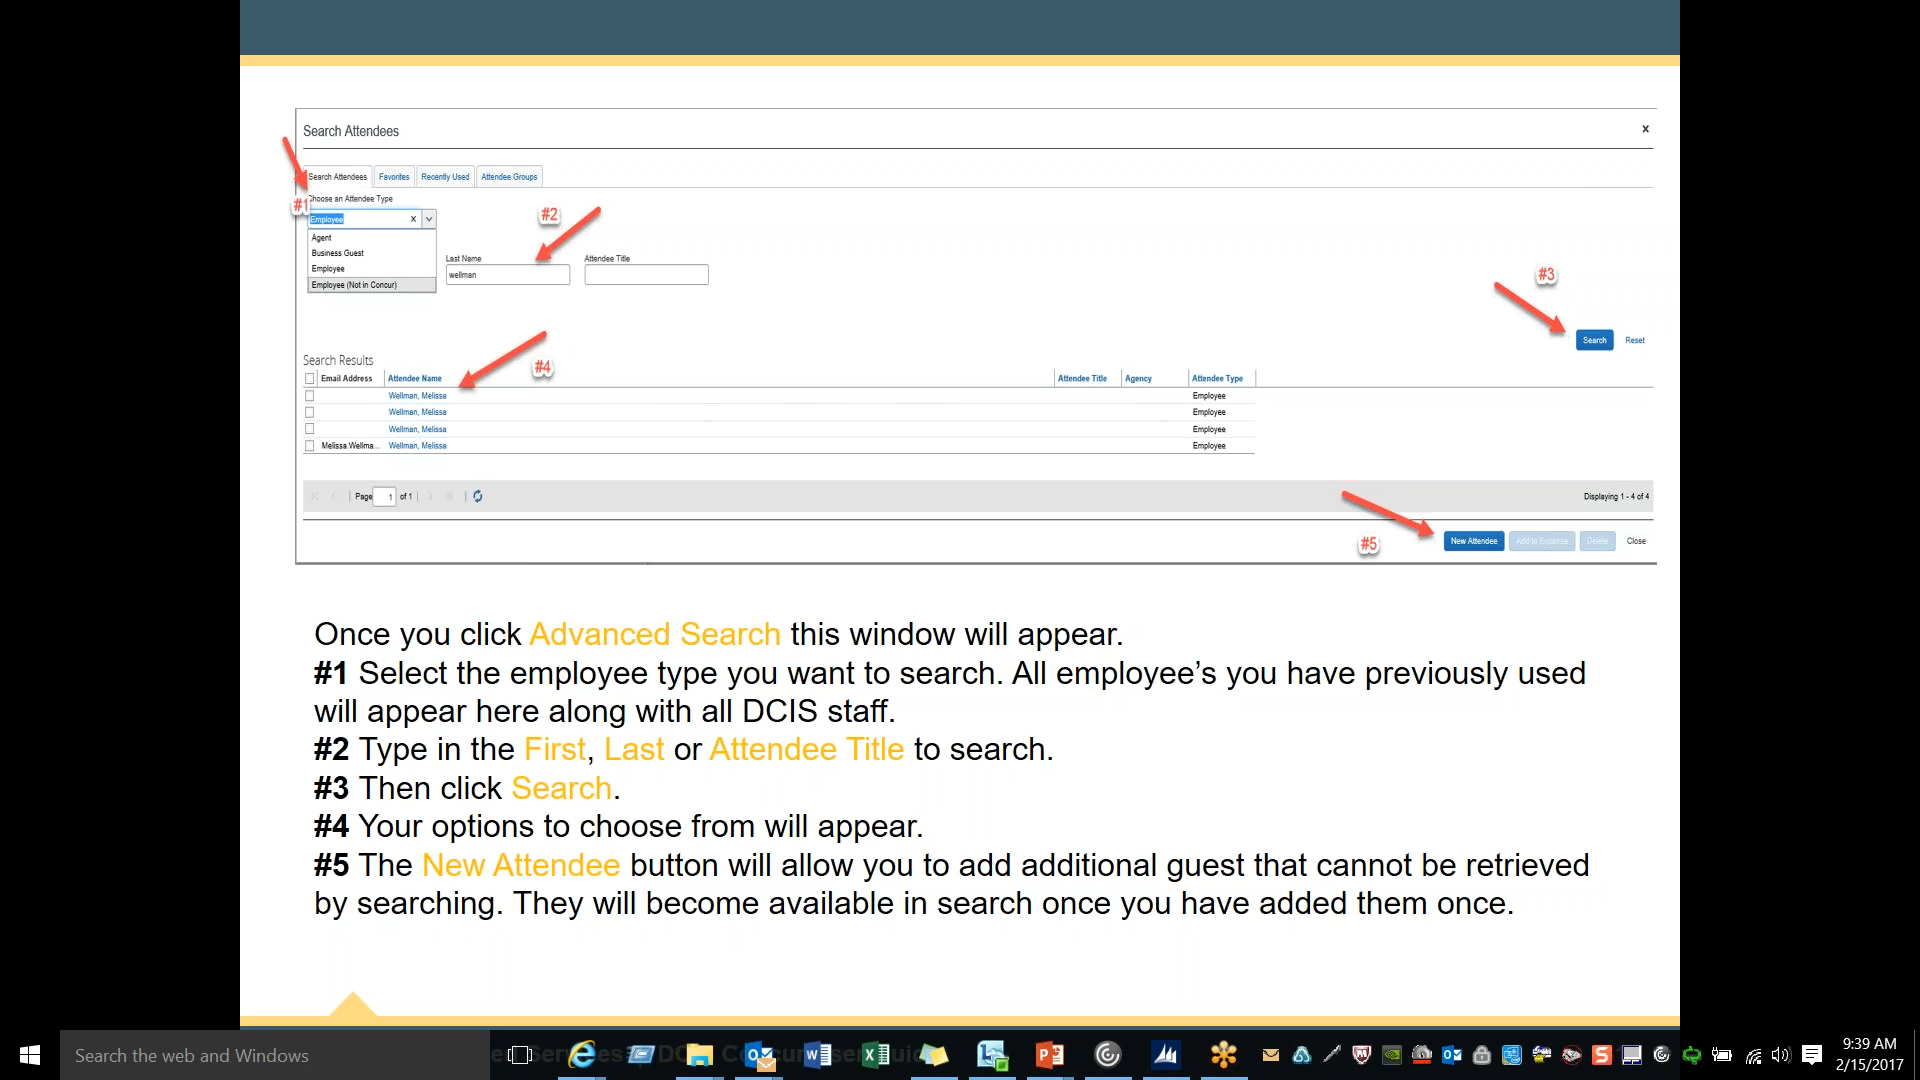 Search Attendees
x
Search Attendees Favorites Recently Used Attendee Groups
#1
Choose an Attendee Type
Employee x
Agent
Business Guest
Employee
Employee (Not in Concur)
#2
Last Name Attendee Title
wellman
#3
Search Reset
#4
Search Results
Email Address Attendee Name Attendee Title Agency Attendee Type
Wellman, Melissa Employee
Wellman, Melissa Employee
Wellman, Melissa Employee
Melissa.Wellma... Wellman, Melissa Employee
Page 1 of 1 Displaying 1 - 4 of 4
#5
New Attendee Add to Expense Delete Close
Once you click Advanced Search this window will appear.
#1 Select the employee type you want to search. All employee’s you have previously used
will appear here along with all DCIS staff.
#2 Type in the First, Last or Attendee Title to search.
#3 Then click Search.
#4 Your options to choose from will appear.
#5 The New Attendee button will allow you to add additional guest that cannot be retrieved
by searching. They will become available in search once you have added them once.
Search the web and Windows
9:39 AM
2/15/2017